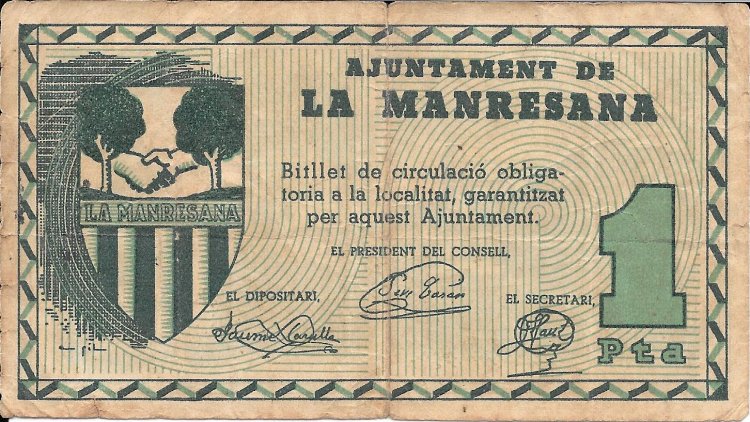 AJUNTAMENT DE
LA MANRESANA
Bitllet de circulació obliga-
toria a la localitat, garantitzat
per aquest Ajuntament.
LA MANRESANA
EL PRESIDENT DEL CONSELL,
EL DIPOSITARI,
EL SECRETARI,
Jaume
1
Pta